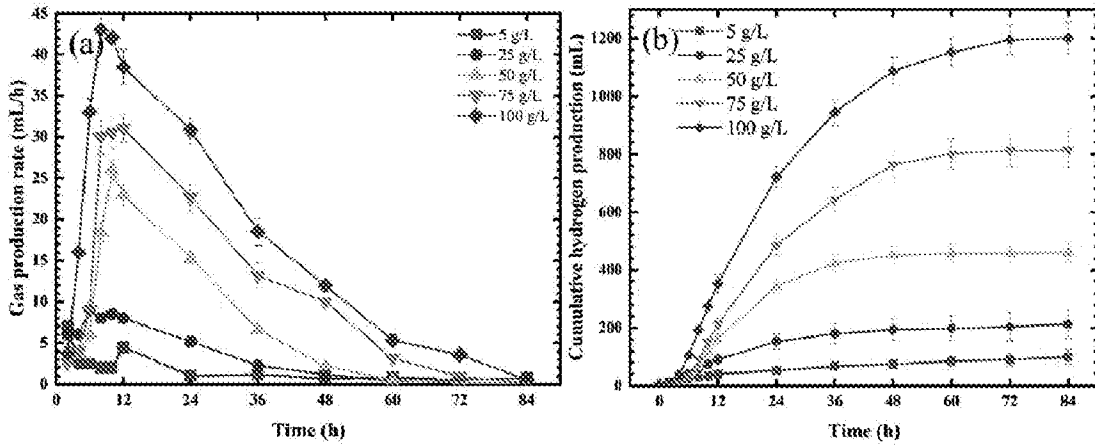 (a)
5 g/L
25 g/L
50 g/L
75 g/L
100 g/L
Gas production rate (mL/h)
45
40
35
30
25
20
15
10
5
0
0 12 24 36 48 60 72 84
Time (h)
(b)
5 g/L
25 g/L
50 g/L
75 g/L
100 g/L
Cumulative hydrogen production (mL)
1200
1000
800
600
400
200
0
0 12 24 36 48 60 72 84
Time (h)